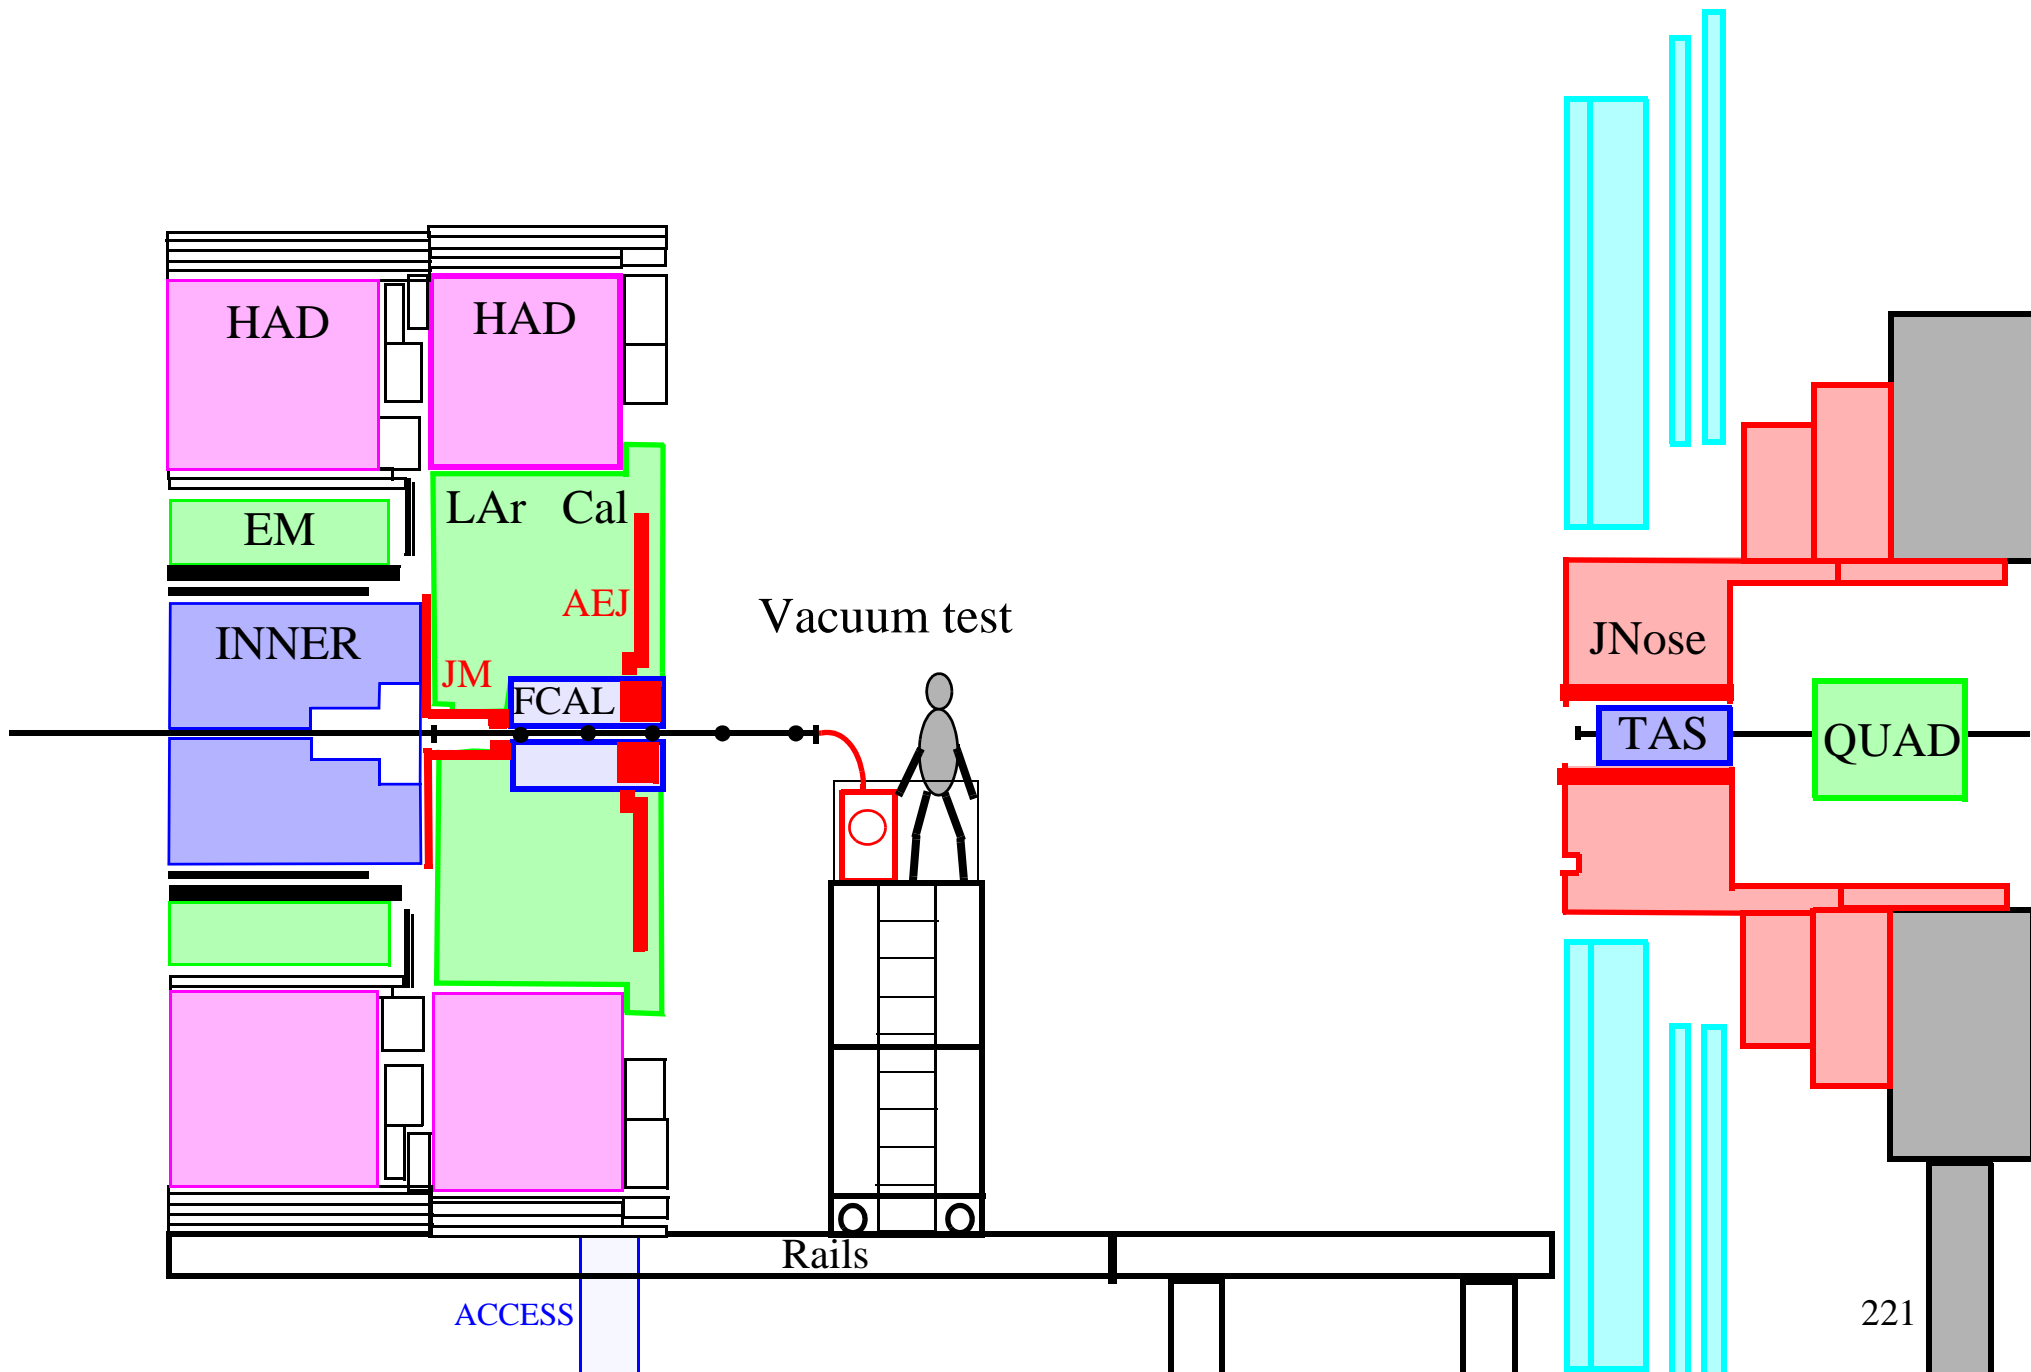 HAD
HAD
LAr Cal
EM
AEJ
Vacuum test
INNER
JNose
JM
FCAL
TAS
QUAD
Rails
ACCESS
221